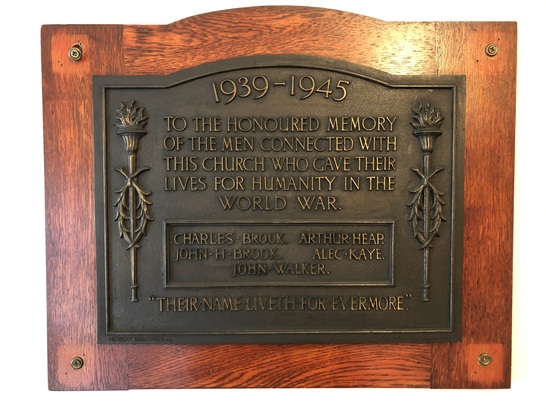 1939-1945
TO THE HONOURED MEMORY
OF THE MEN CONNECTED WITH
THIS CHURCH WHO GAVE THEIR
LIVES FOR HUMANITY IN THE
WORLD WAR.
CHARLES·BROOK. ARTHUR·HEAP.
JOHN·H·BROOK. ALEC·KAYE.
JOHN·WALKER.
"THEIR·NAME·LIVETH·FOR·EVERMORE."